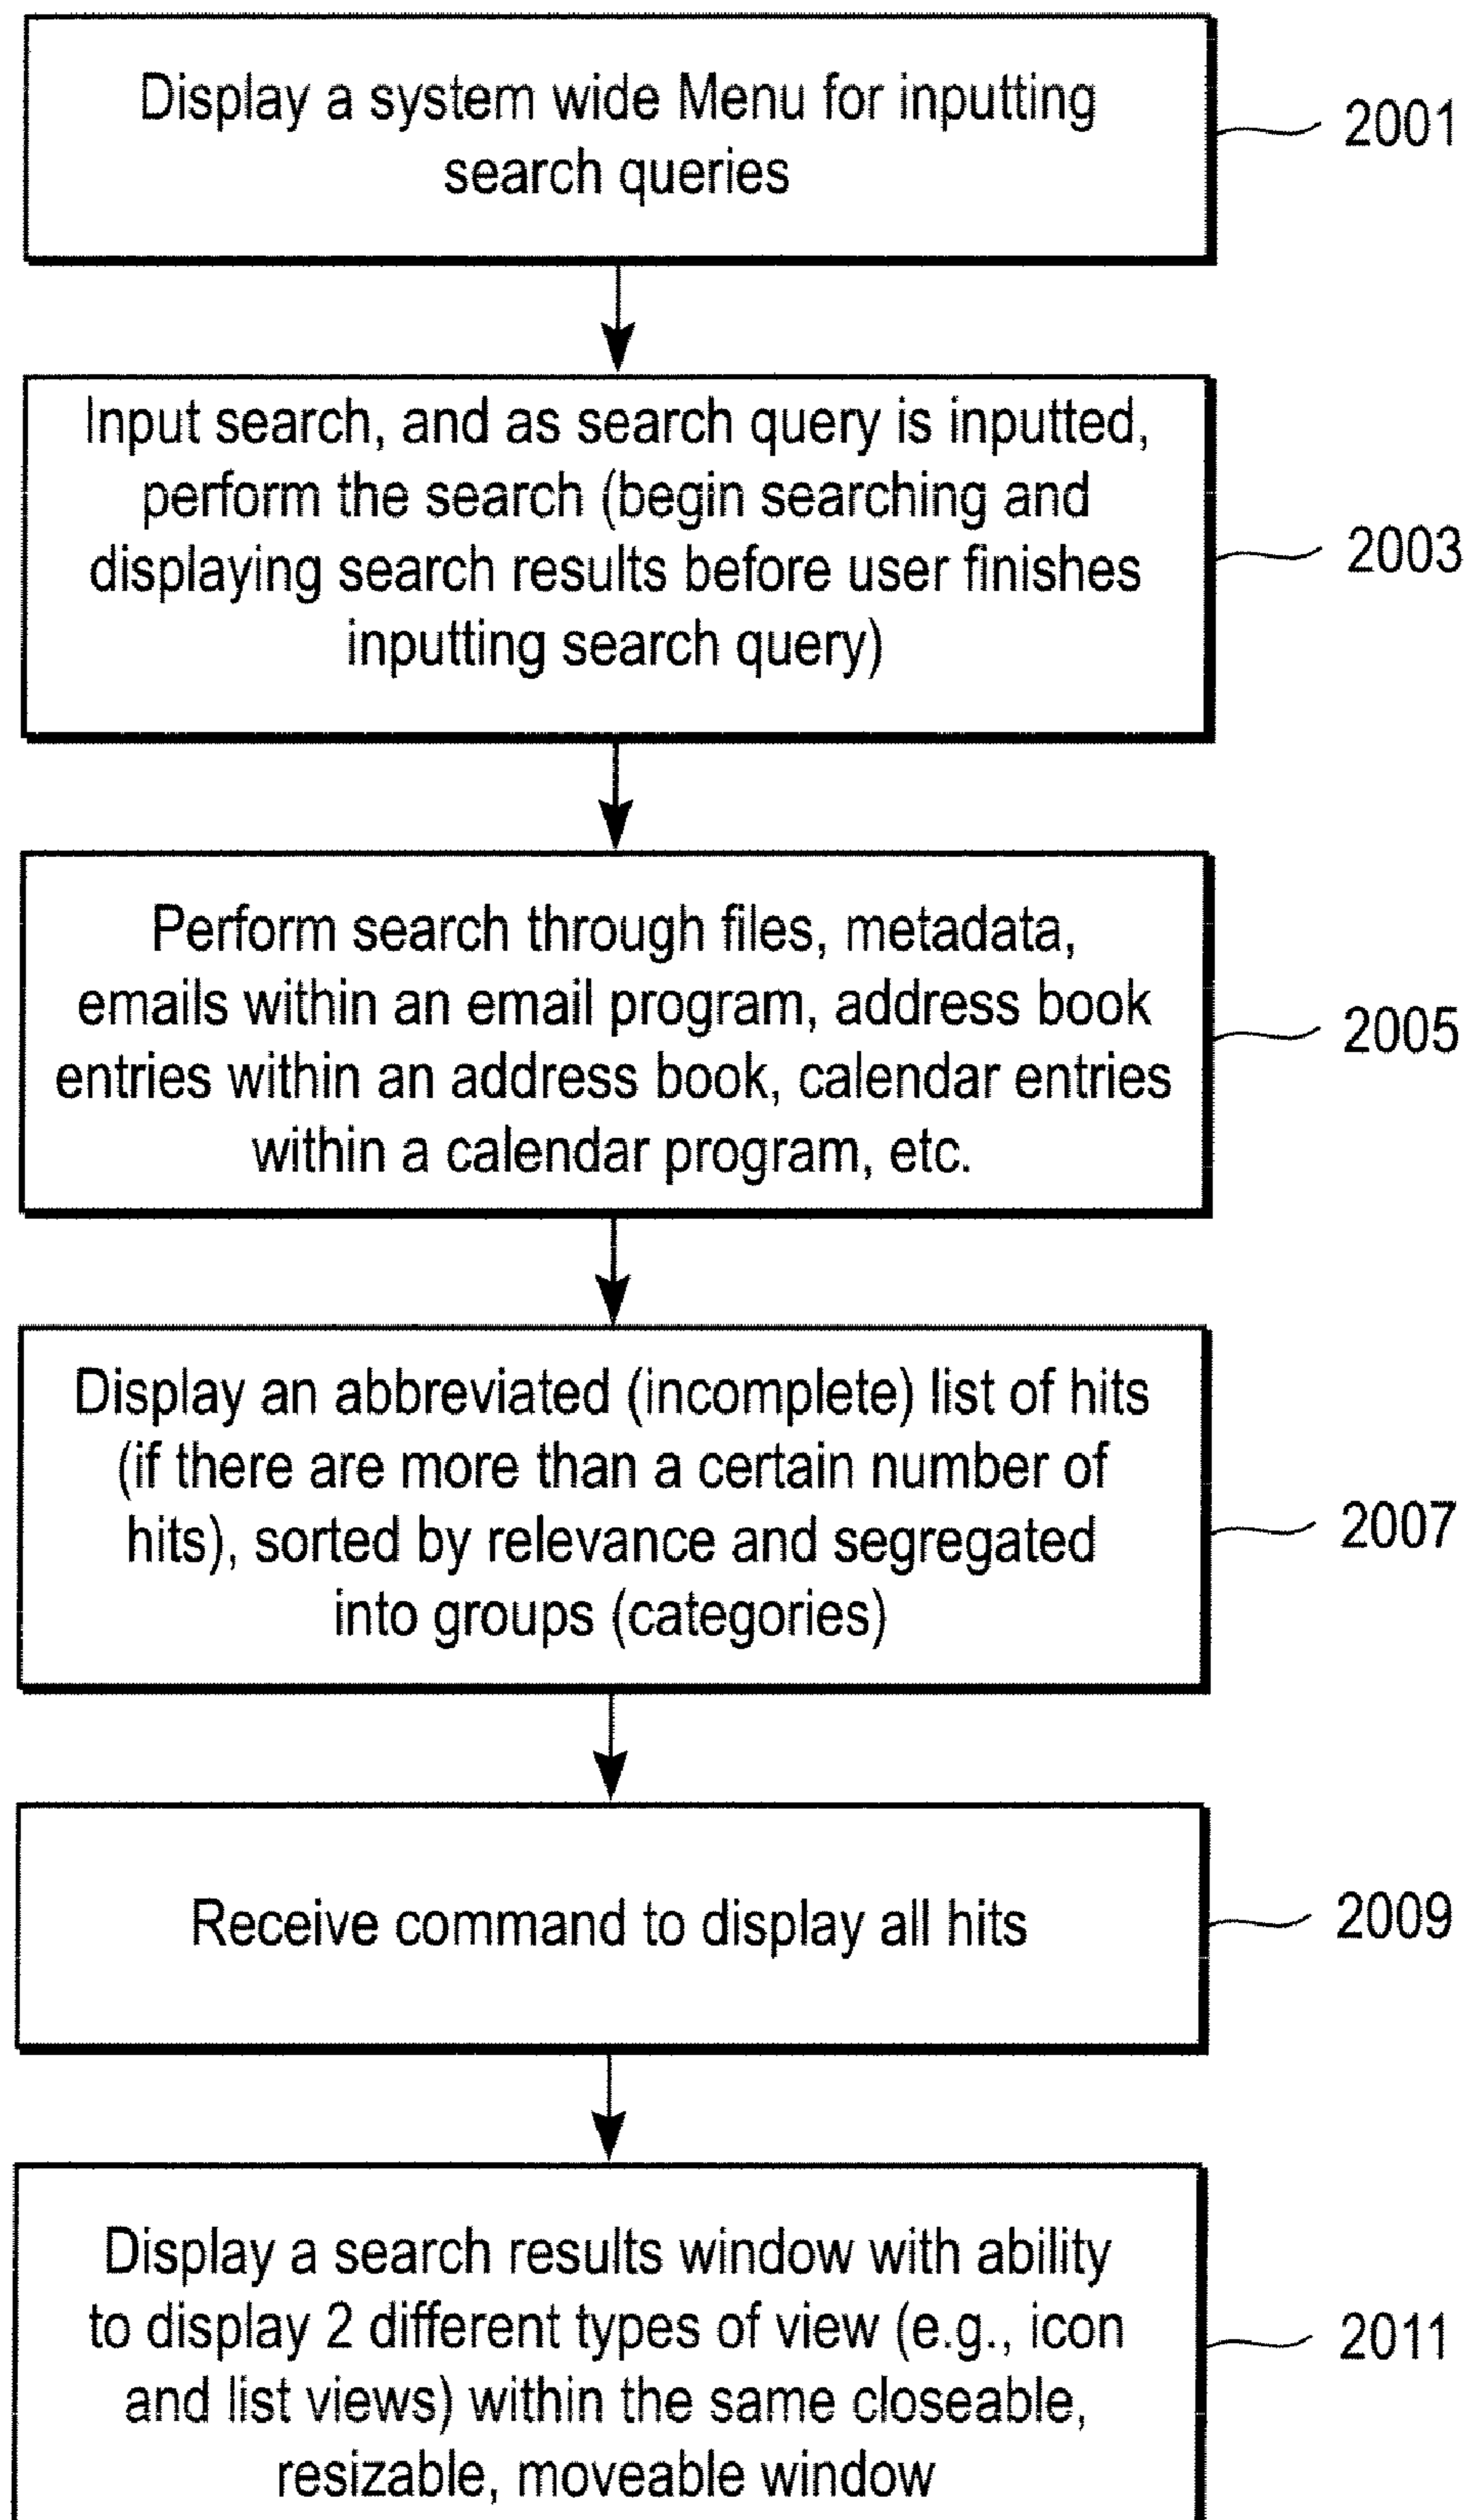 Display a system wide Menu for inputting
search queries
2001
Input search, and as search query is inputted,
perform the search (begin searching and
displaying search results before user finishes
inputting search query)
2003
Perform search through files, metadata,
emails within an email program, address book
entries within an address book, calendar entries
within a calendar program, etc.
2005
Display an abbreviated (incomplete) list of hits
(if there are more than a certain number of
hits), sorted by relevance and segregated
into groups (categories)
2007
Receive command to display all hits
2009
Display a search results window with ability
to display 2 different types of view (e.g., icon
and list views) within the same closeable,
resizable, moveable window
2011